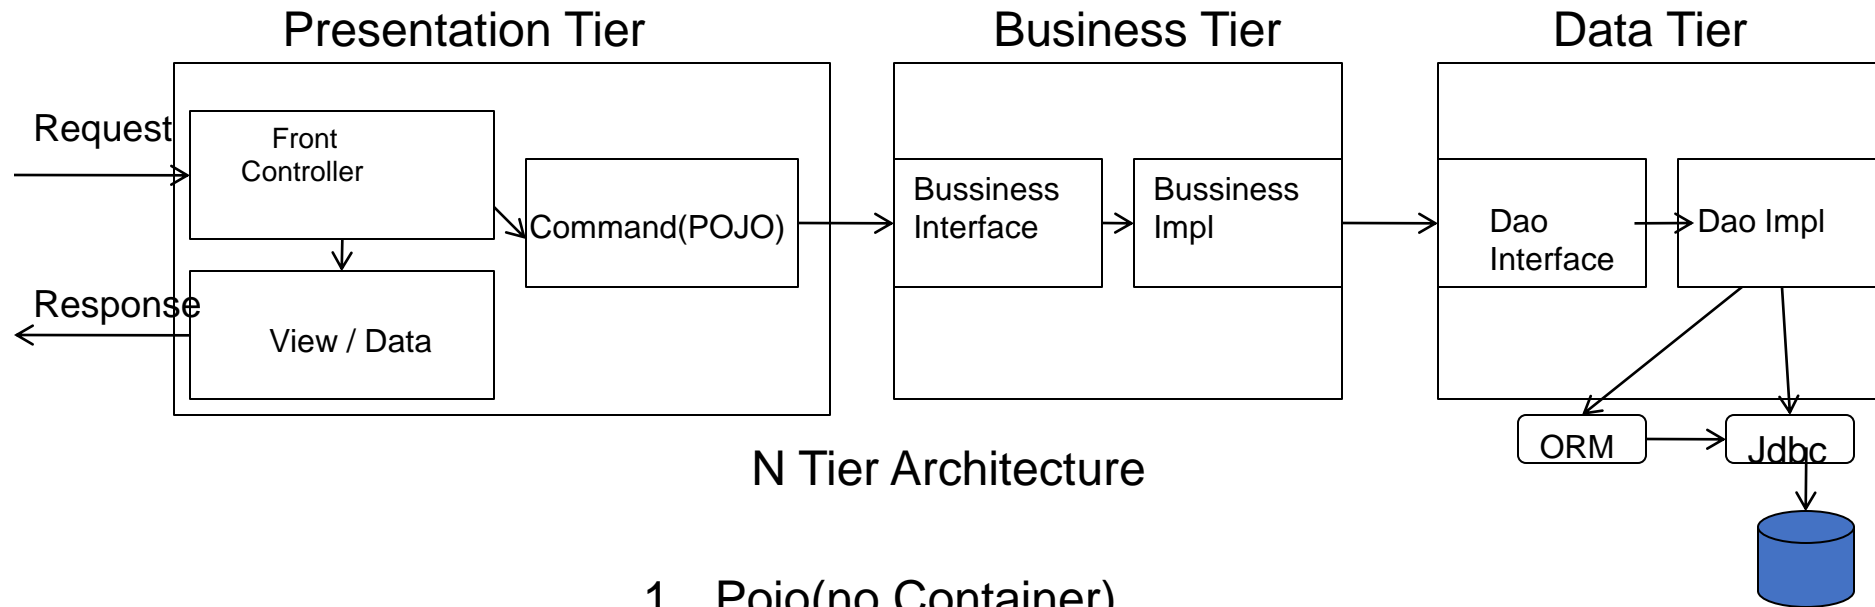 Presentation Tier
Business Tier
Data Tier
Request
Front
Controller
Command(POJO)
Bussiness
Interface
Bussiness
Impl
Dao
Interface
Dao Impl
Response
View / Data
ORM
Jdbc
N Tier Architecture
1 Pojo(no Container)